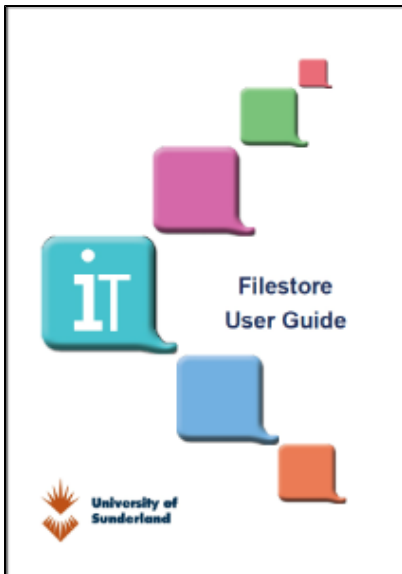 iT
Filestore
User Guide
University of
Sunderland